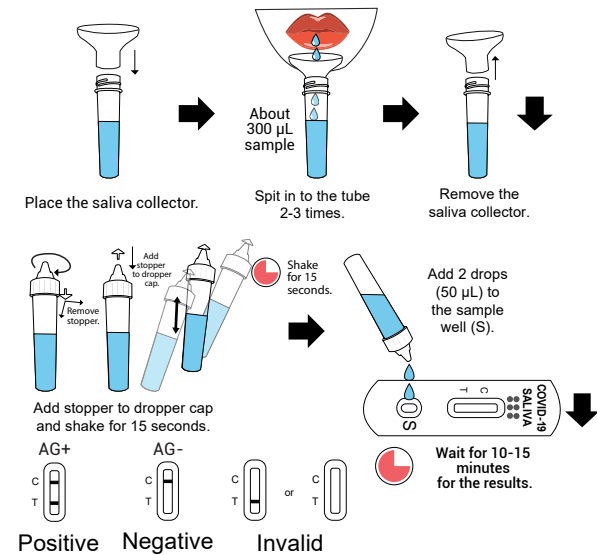 Place the saliva collector.
About
300 µL
sample
Spit in to the tube
2-3 times.
Remove the
saliva collector.
Remove
stopper.
Add
stopper
to dropper
cap.
Shake
for 15
seconds.
Add stopper to dropper cap
and shake for 15 seconds.
Add 2 drops
(50 µL) to
the sample
well (S).
S
T C
COVID-19
SALIVA
Wait for 10-15
minutes
for the results.
AG+
C
T
Positive
AG-
C
T
Negative
C
T
or
C
T
Invalid